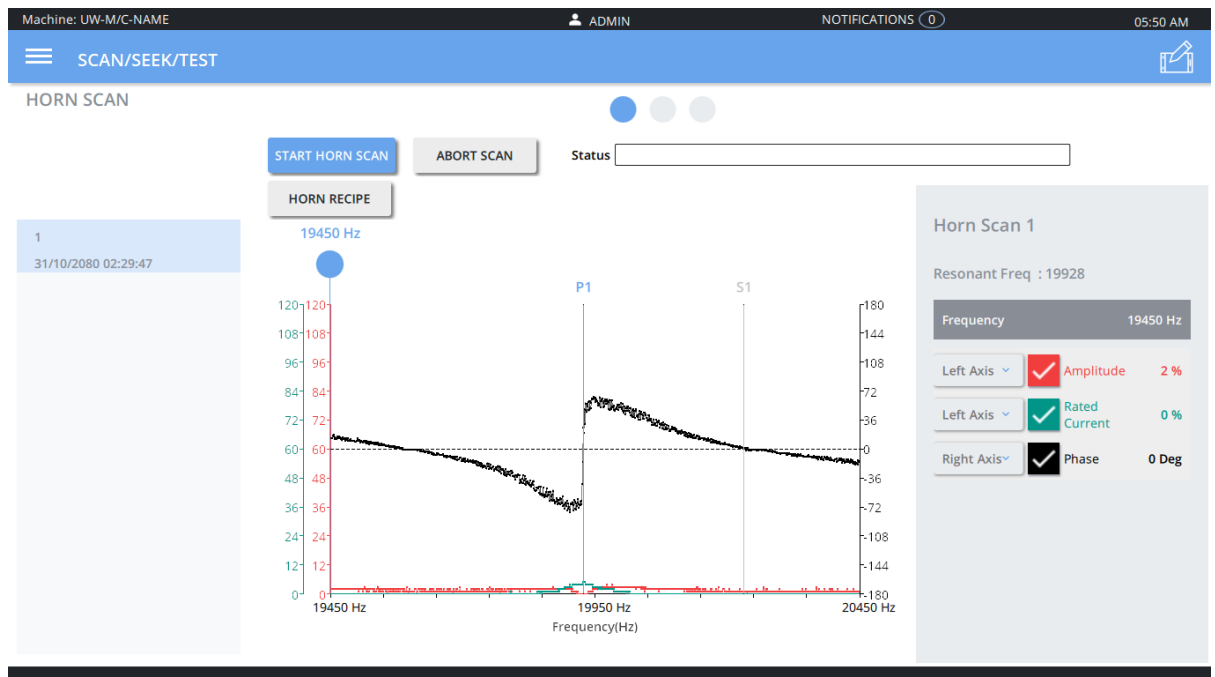 Machine: UW-M/C-NAME ADMIN NOTIFICATIONS 0 05:50 AM
SCAN/SEEK/TEST
HORN SCAN
START HORN SCAN ABORT SCAN Status
HORN RECIPE
1
31/10/2080 02:29:47
19450 Hz
P1 S1
120 120 180
108 108 144
96 96 108
84 84 72
72 72 36
60 60 0
48 48 -36
36 36 -72
24 24 -108
12 12 -144
0 0 -180
19450 Hz 19950 Hz 20450 Hz
Frequency(Hz)
Horn Scan 1
Resonant Freq : 19928
Frequency 19450 Hz
Left Axis Amplitude 2 %
Left Axis Rated Current 0 %
Right Axis Phase 0 Deg